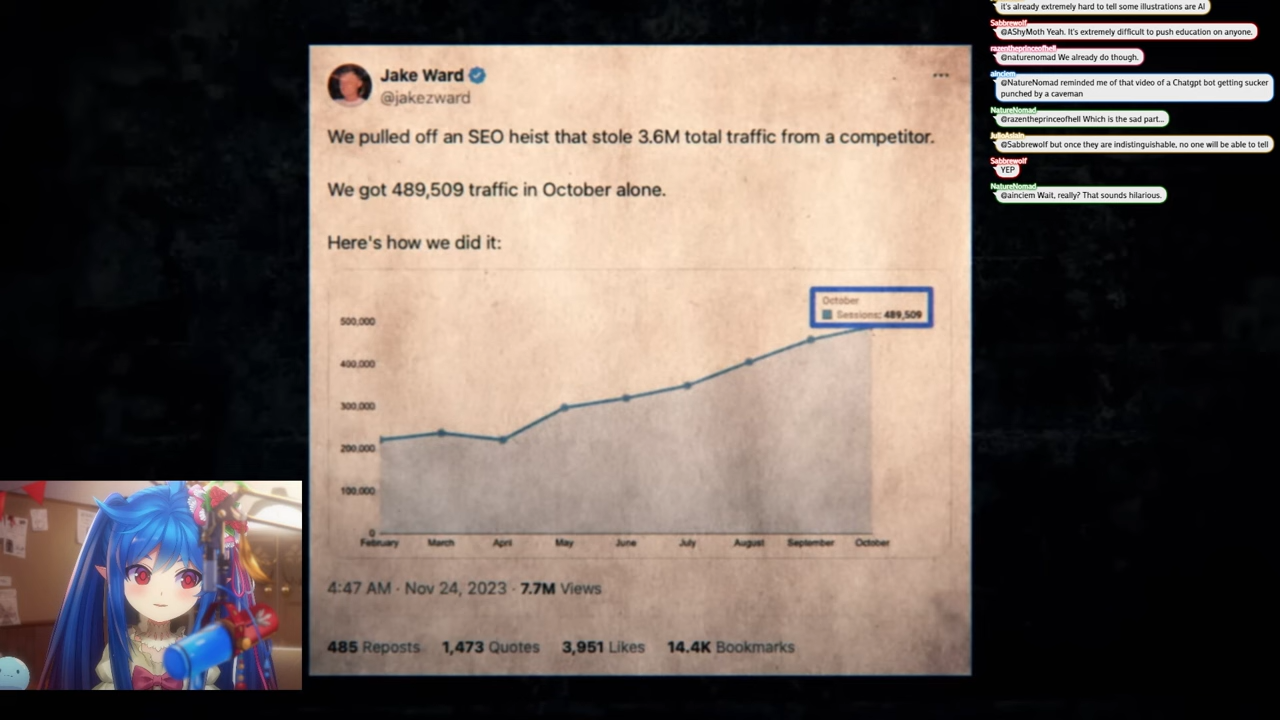 Jake Ward
@jakezward
We pulled off an SEO heist that stole 3.6M total traffic from a competitor.
We got 489,509 traffic in October alone.
Here's how we did it:
October
Sessions: 489,509
500,000
400,000
300,000
200,000
100,000
0
February March April May June July August September October
4:47 AM · Nov 24, 2023 · 7.7M Views
485 Reposts 1,473 Quotes 3,951 Likes 14.4K Bookmarks
it's already extremely hard to tell some illustrations are AI
Sabbrewolf
@AShyMoth Yeah. It's extremely difficult to push education on anyone.
razentheprinceofhell
@naturenomad We already do though.
ainciem
@NatureNomad reminded me of that video of a Chatgpt bot getting sucker
punched by a caveman
NatureNomad
@razentheprinceofhell Which is the sad part...
JulioAslain
@Sabbrewolf but once they are indistinguishable, no one will be able to tell
Sabbrewolf
YEP
NatureNomad
@ainciem Wait, really? That sounds hilarious.